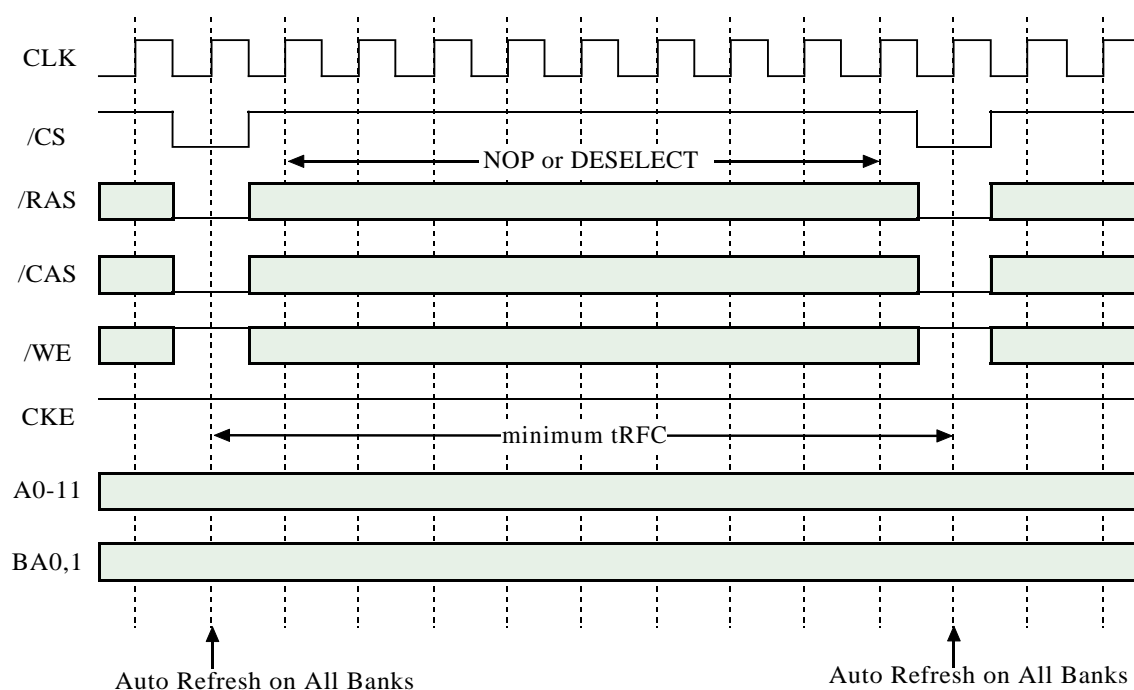 CLK
/CS
NOP or DESELECT
/RAS
/CAS
/WE
CKE
minimum tRFC
A0-11
BA0,1
Auto Refresh on All Banks
Auto Refresh on All Banks